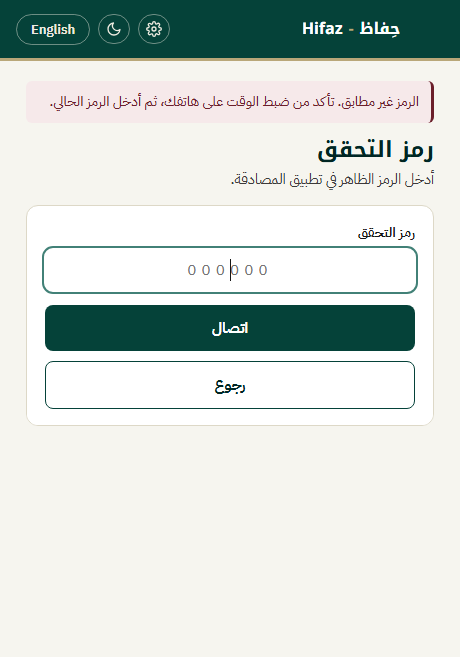 حِفاظ - Hifaz
English
الرمز غير مطابق. تأكد من ضبط الوقت على هاتفك، ثم أدخل الرمز الحالي.
رمز التحقق
أدخل الرمز الظاهر في تطبيق المصادقة.
رمز التحقق
000000
اتصال
رجوع